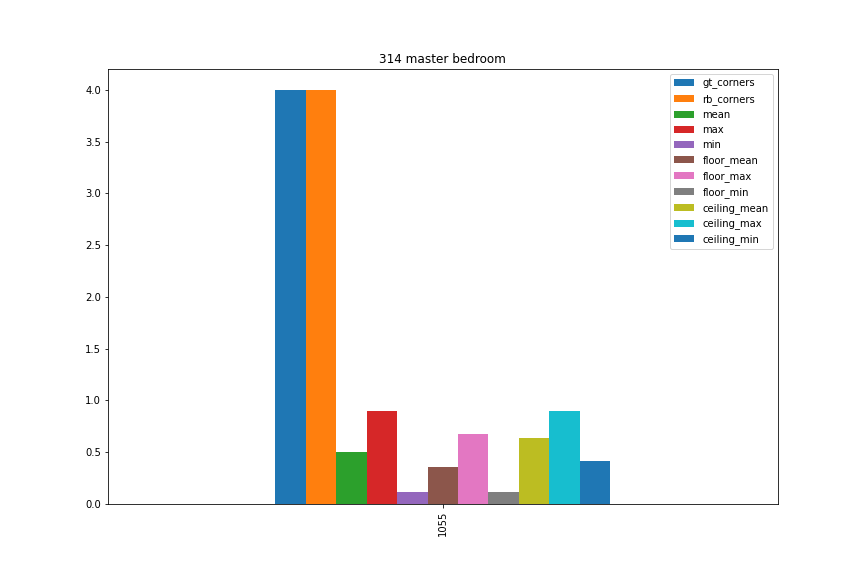 314 master bedroom
4.0
3.5
3.0
2.5
2.0
1.5
1.0
0.5
0.0
gt_corners
rb_corners
mean
max
min
floor_mean
floor_max
floor_min
ceiling_mean
ceiling_max
ceiling_min
1055